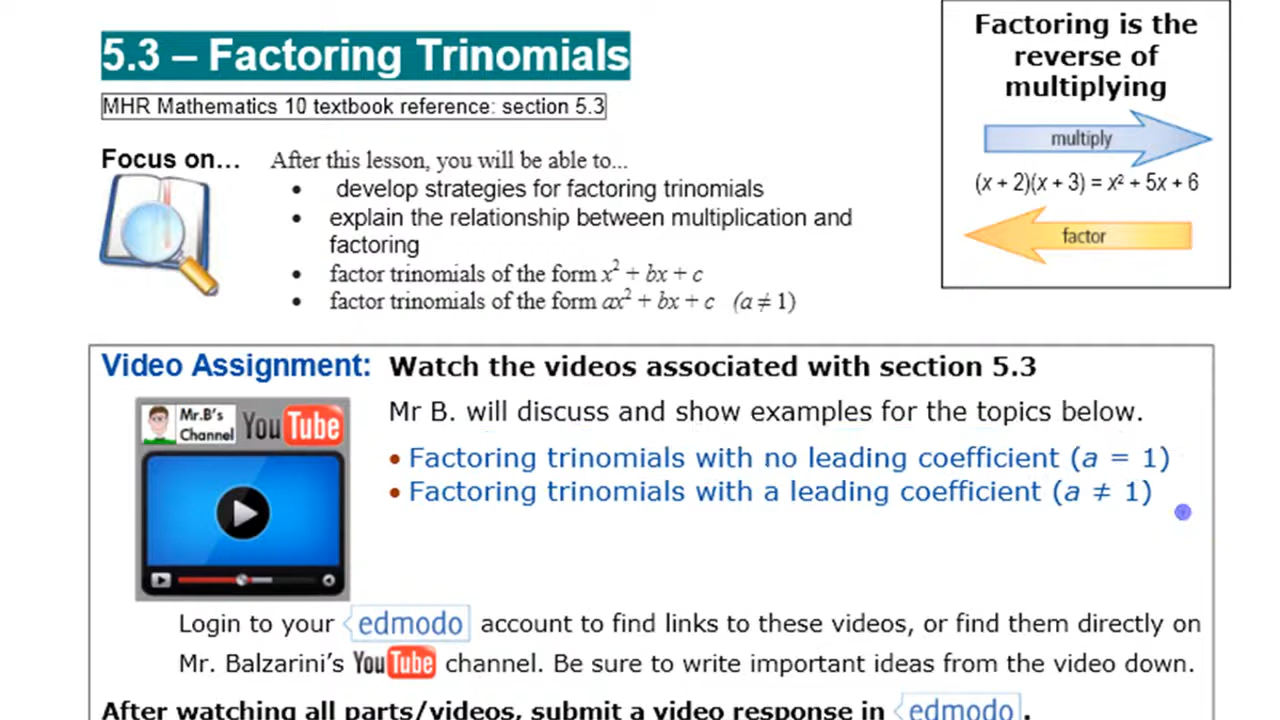 5.3 – Factoring Trinomials
MHR Mathematics 10 textbook reference: section 5.3
Focus on…
After this lesson, you will be able to...
• develop strategies for factoring trinomials
• explain the relationship between multiplication and
factoring
• factor trinomials of the form x² + bx + c
• factor trinomials of the form ax² + bx + c (a ≠ 1)
Factoring is the
reverse of
multiplying
multiply
(x + 2)(x + 3) = x² + 5x + 6
factor
Video Assignment: Watch the videos associated with section 5.3
Mr.B's
Channel
YouTube
Mr B. will discuss and show examples for the topics below.
• Factoring trinomials with no leading coefficient (a = 1)
• Factoring trinomials with a leading coefficient (a ≠ 1)
Login to your edmodo account to find links to these videos, or find them directly on
Mr. Balzarini's YouTube channel. Be sure to write important ideas from the video down.
After watching all parts/videos, submit a video response in edmodo.